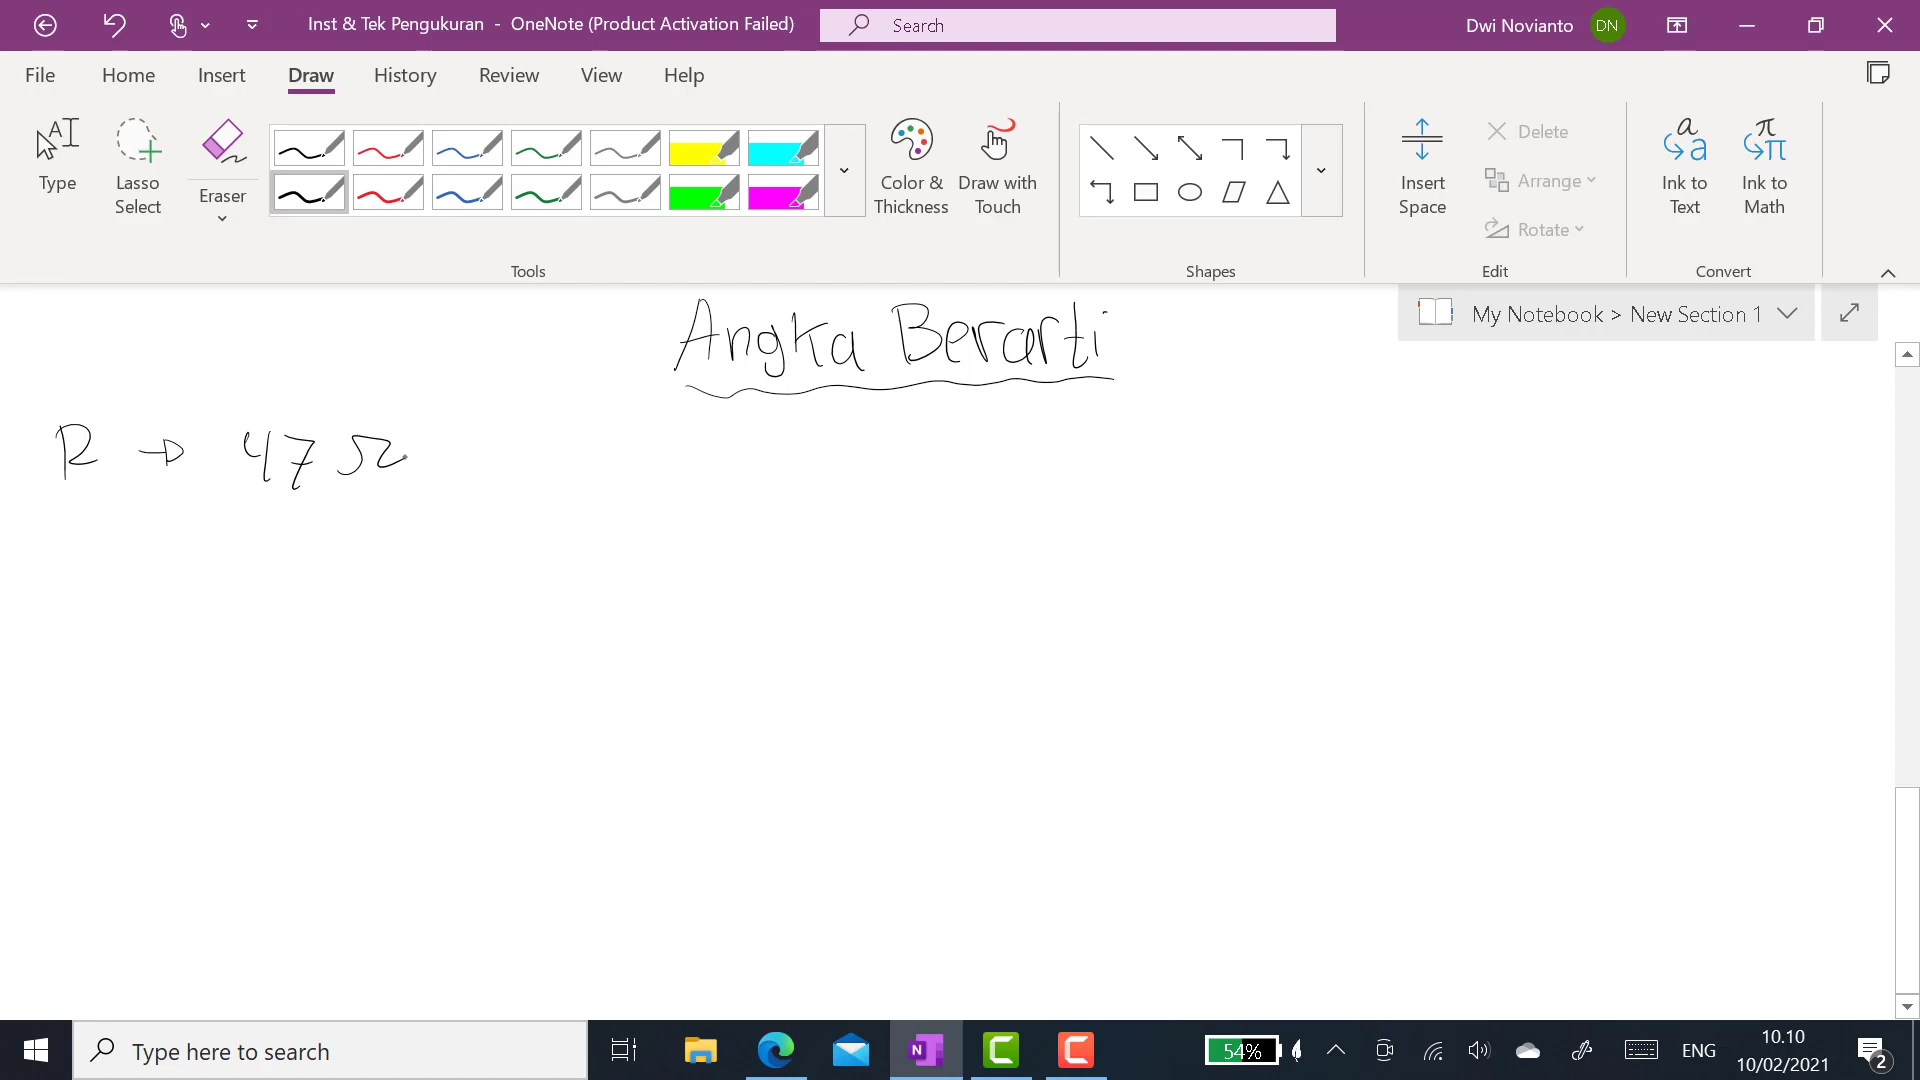 Inst & Tek Pengukuran - OneNote (Product Activation Failed)
Search
Dwi Novianto
DN
File
Home
Insert
Draw
History
Review
View
Help
Type
Lasso
Select
Eraser
Color &
Thickness
Draw with
Touch
Insert
Space
Delete
Arrange
Rotate
Ink to
Text
Ink to
Math
Tools
Shapes
Edit
Convert
My Notebook > New Section 1
Angka Berarti
R → 47 Ω
Type here to search
54%
ENG
10.10
10/02/2021
2